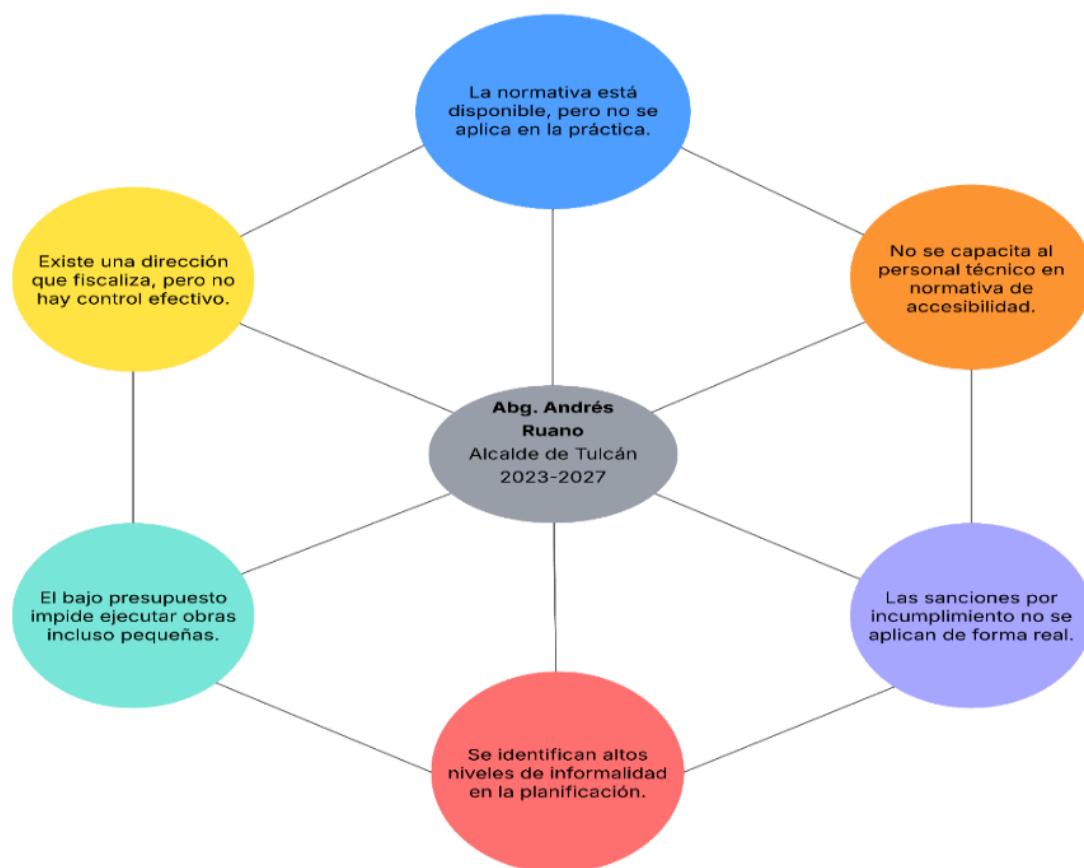 La normativa está
disponible, pero no se
aplica en la práctica.
Existe una dirección
que fiscaliza, pero no
hay control efectivo.
No se capacita al
personal técnico en
normativa de
accesibilidad.
Abg. Andrés
Ruano
Alcalde de Tulcán
2023-2027
El bajo presupuesto
impide ejecutar obras
incluso pequeñas.
Las sanciones por
incumplimiento no se
aplican de forma real.
Se identifican altos
niveles de informalidad
en la planificación.